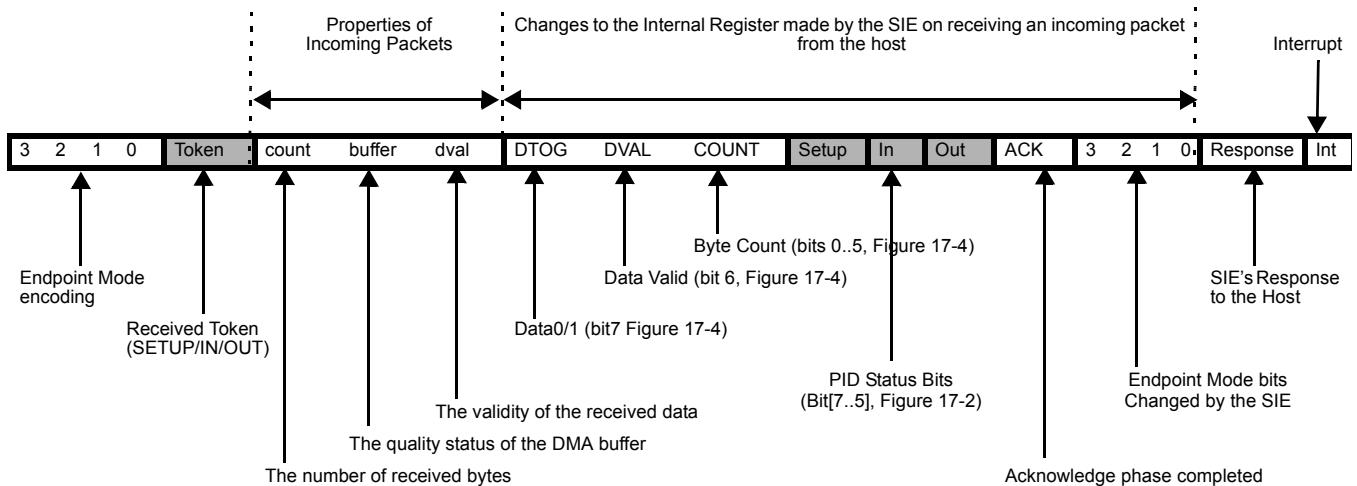 Properties of
Incoming Packets
Changes to the Internal Register made by the SIE on receiving an incoming packet
from the host
Interrupt
3 2 1 0 Token count buffer dval DTOG DVAL COUNT Setup In Out ACK 3 2 1 0 Response Int
Byte Count (bits 0..5, Figure 17-4)
Endpoint Mode
encoding
Data Valid (bit 6, Figure 17-4)
SIE's Response
to the Host
Received Token
(SETUP/IN/OUT)
Data0/1 (bit7 Figure 17-4)
PID Status Bits
(Bit[7..5], Figure 17-2)
Endpoint Mode bits
Changed by the SIE
The validity of the received data
The quality status of the DMA buffer
The number of received bytes
Acknowledge phase completed